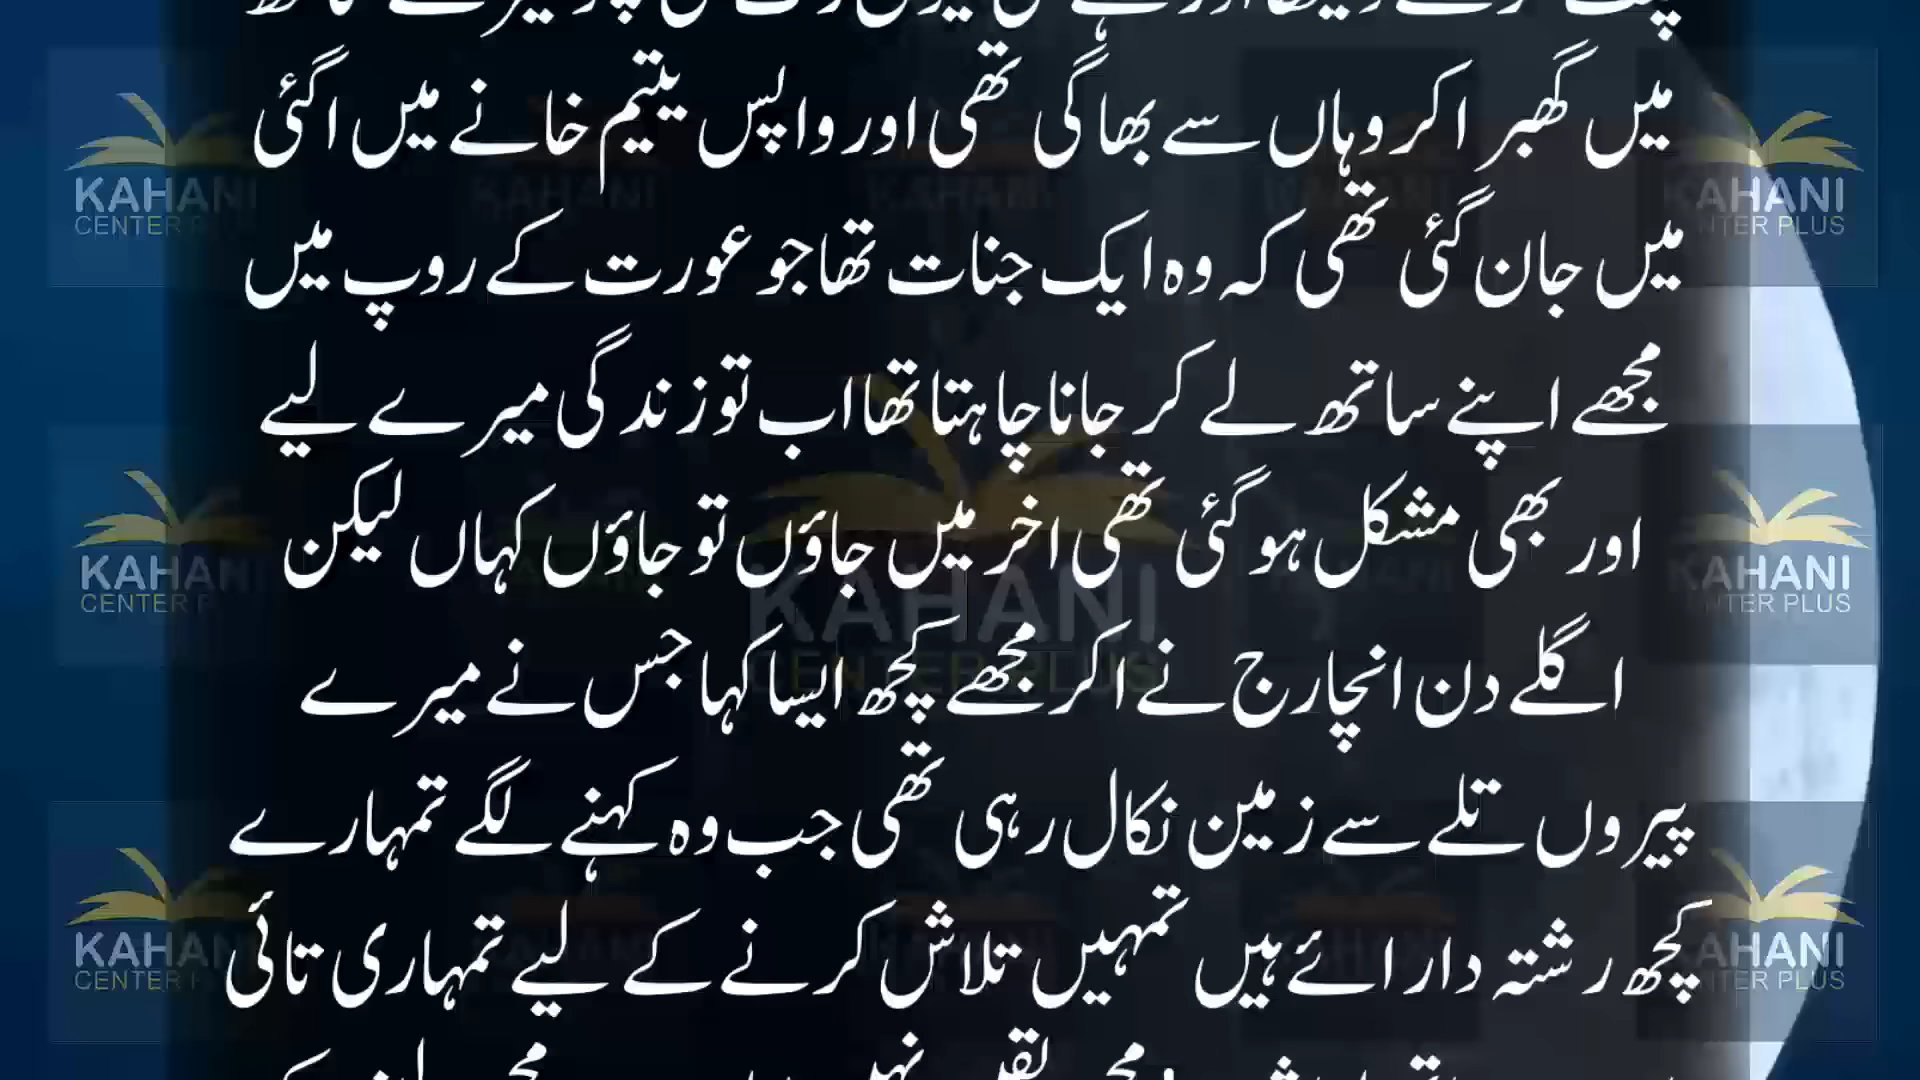 میں گھبرا کر وہاں سے بھاگی تھی اور واپس یتیم خانے میں اگئی
میں جان گئی تھی کہ وہ ایک جنات تھا جو عورت کے روپ میں
مجھے اپنے ساتھ لے کر جانا چاہتا تھا اب تو زندگی میرے لیے
اور بھی مشکل ہو گئی تھی اخر میں جاؤں تو جاؤں کہاں لیکن
اگلے دن انچارج نے اکر مجھے کچھ ایسا کہا جس نے میرے
پیروں تلے سے زمین نکال رہی تھی جب وہ کہنے لگے تمہارے
کچھ رشتہ دار ائے ہیں تمہیں تلاش کرنے کے لیے تمہاری تائی
KAHANI
CENTER PLUS